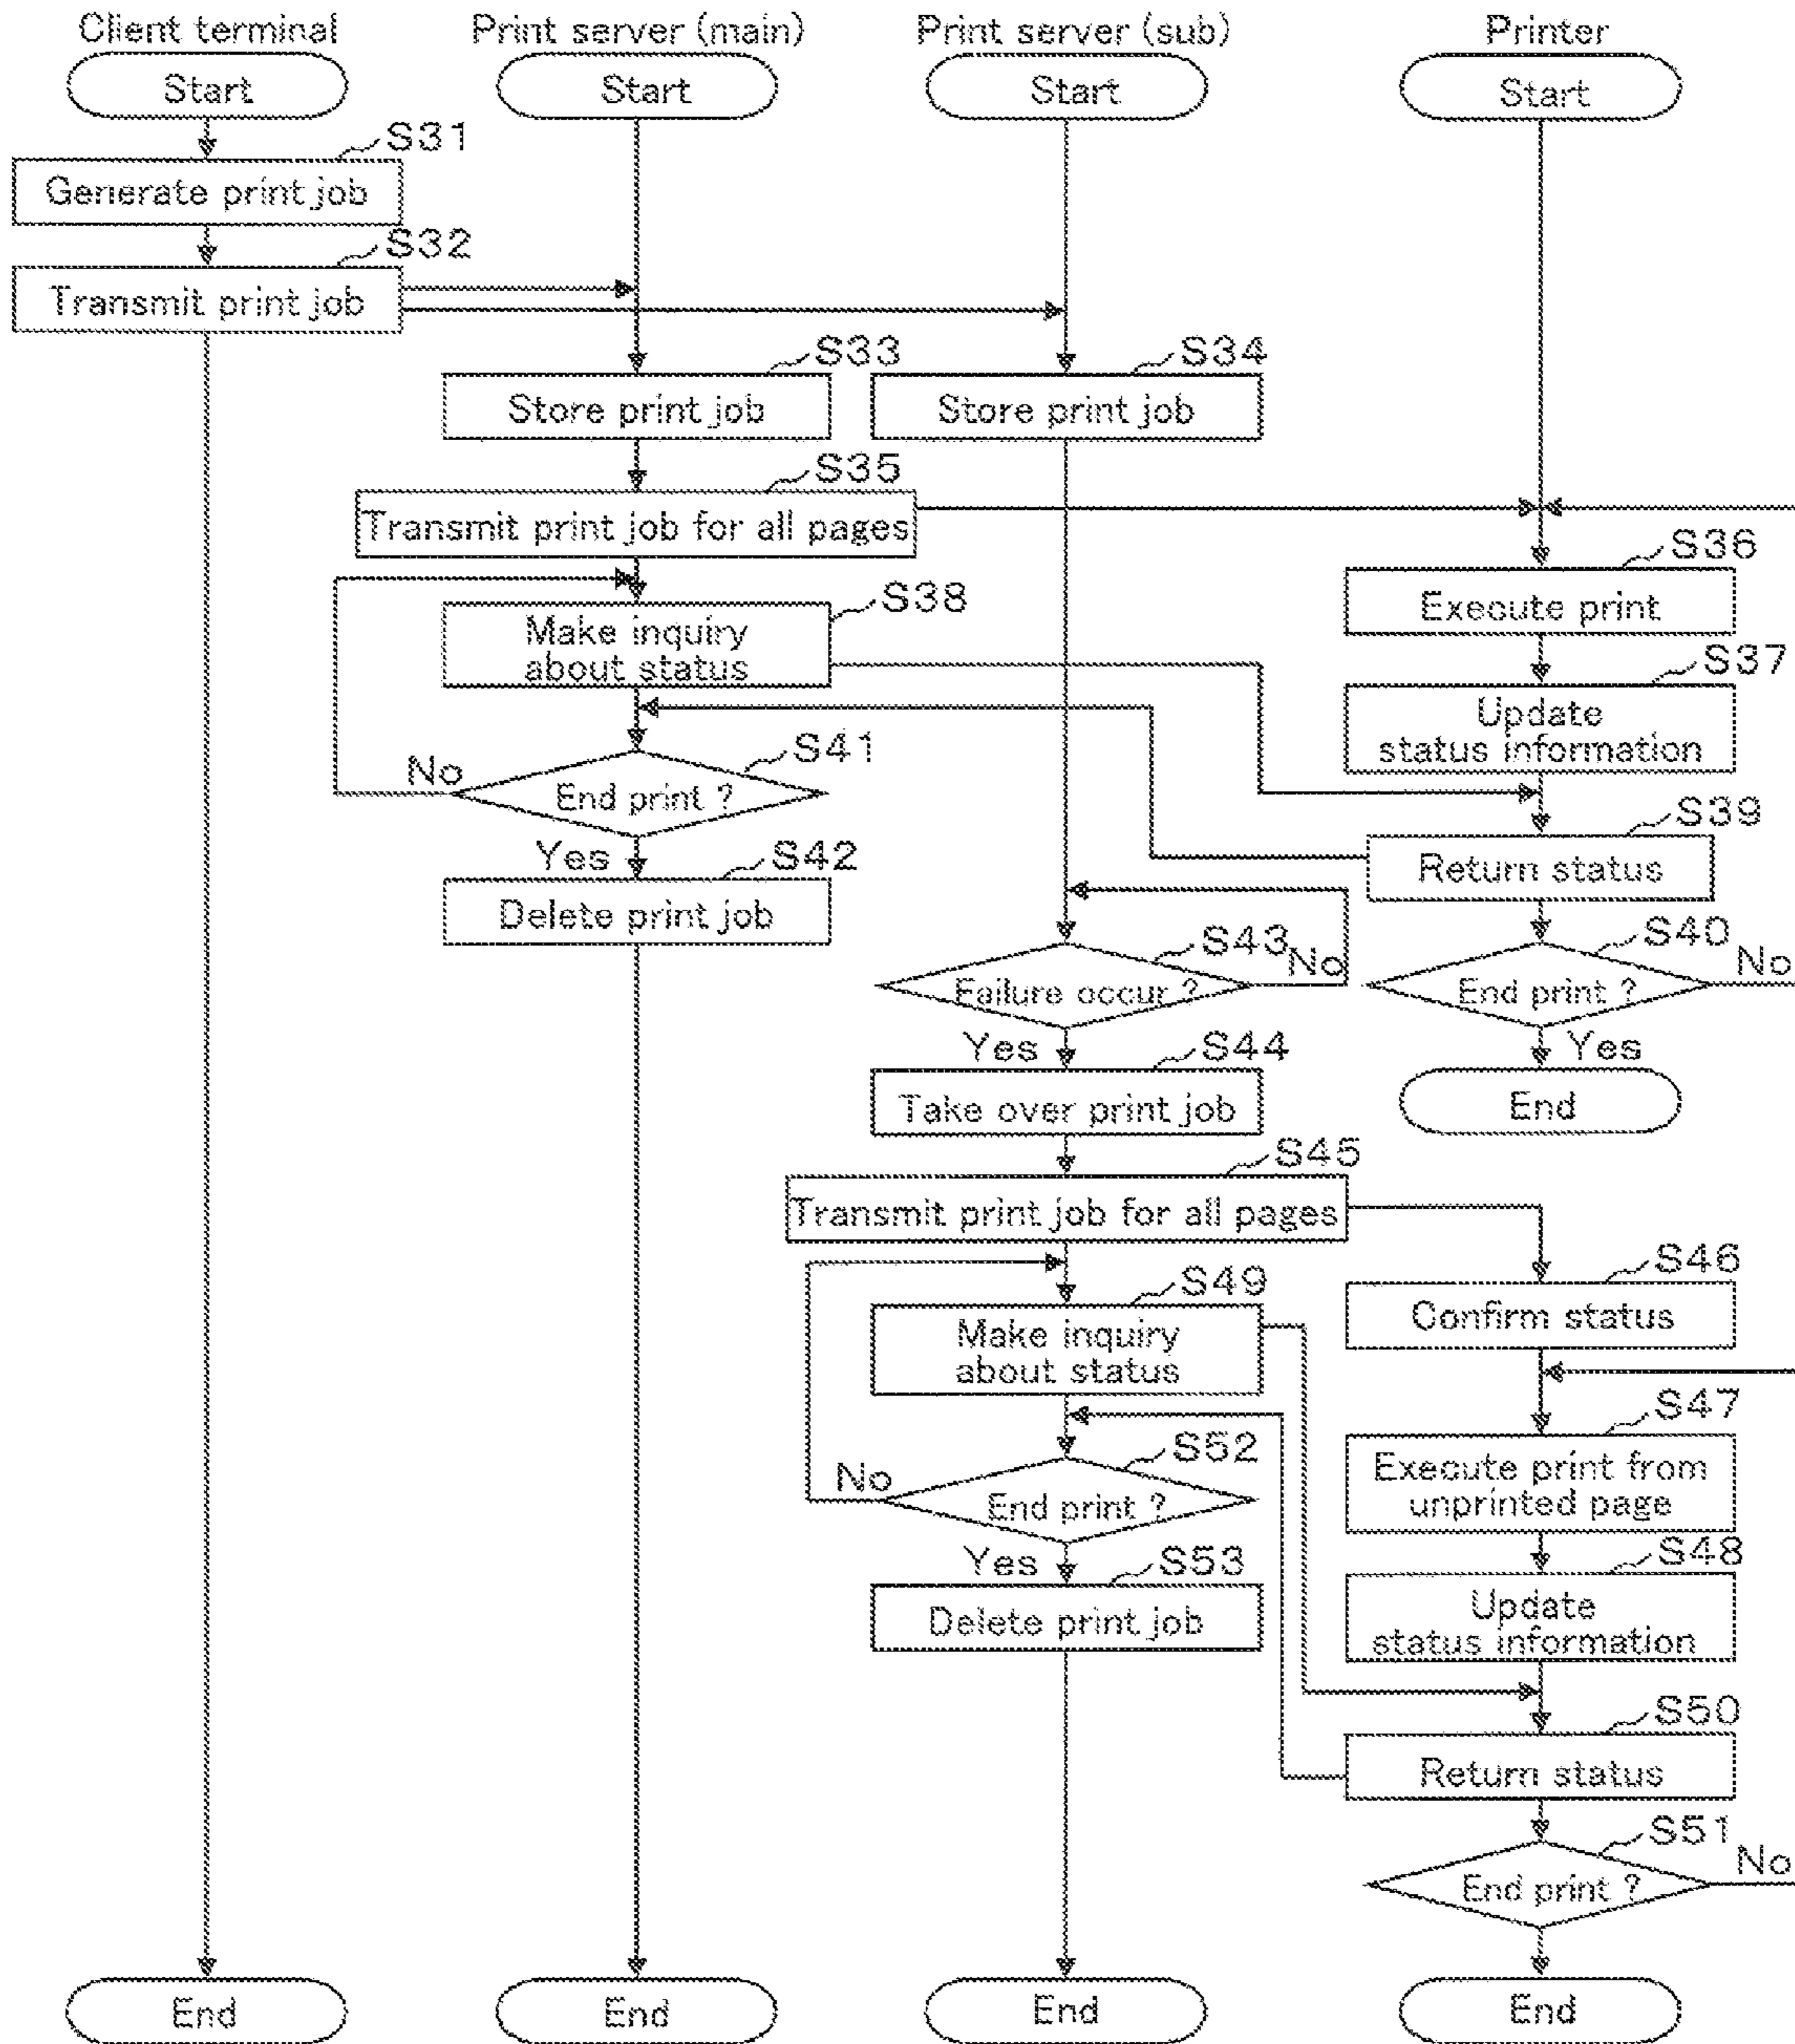 Client terminal
Print server (main)
Print server (sub)
Printer
Start
Start
Start
Start
S31
Generate print job
S32
Transmit print job
S33
Store print job
S34
Store print job
S35
Transmit print job for all pages
S36
Execute print
S38
Make inquiry
about status
S37
Update
status information
S41
No
End print ?
Yes
S42
Delete print job
S39
Return status
S43
No
Failure occur ?
Yes
S40
No
End print ?
Yes
End
S44
Take over print job
S45
Transmit print job for all pages
S46
Confirm status
S49
Make inquiry
about status
S47
Execute print from
unprinted page
S52
No
End print ?
Yes
S48
Update
status information
S53
Delete print job
S50
Return status
S51
No
End print ?
End
End
End
End